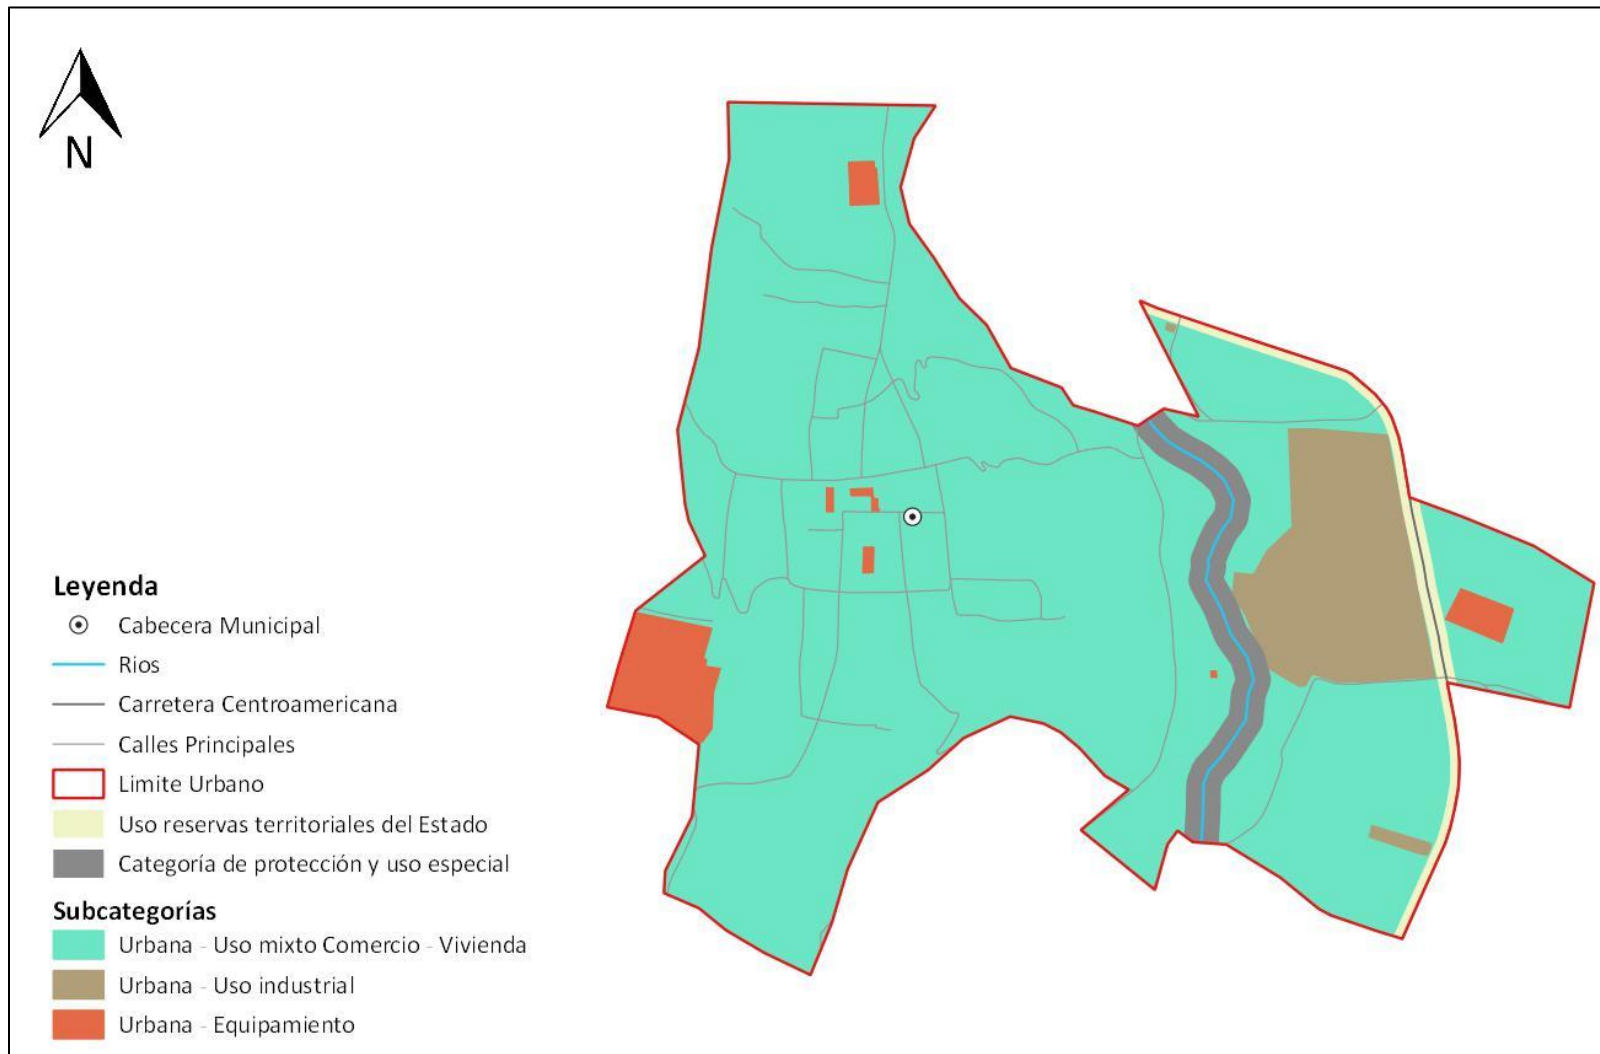 N
Leyenda
Cabecera Municipal
Rios
Carretera Centroamericana
Calles Principales
Limite Urbano
Uso reservas territoriales del Estado
Categoría de protección y uso especial
Subcategorías
Urbana - Uso mixto Comercio - Vivienda
Urbana - Uso industrial
Urbana - Equipamiento